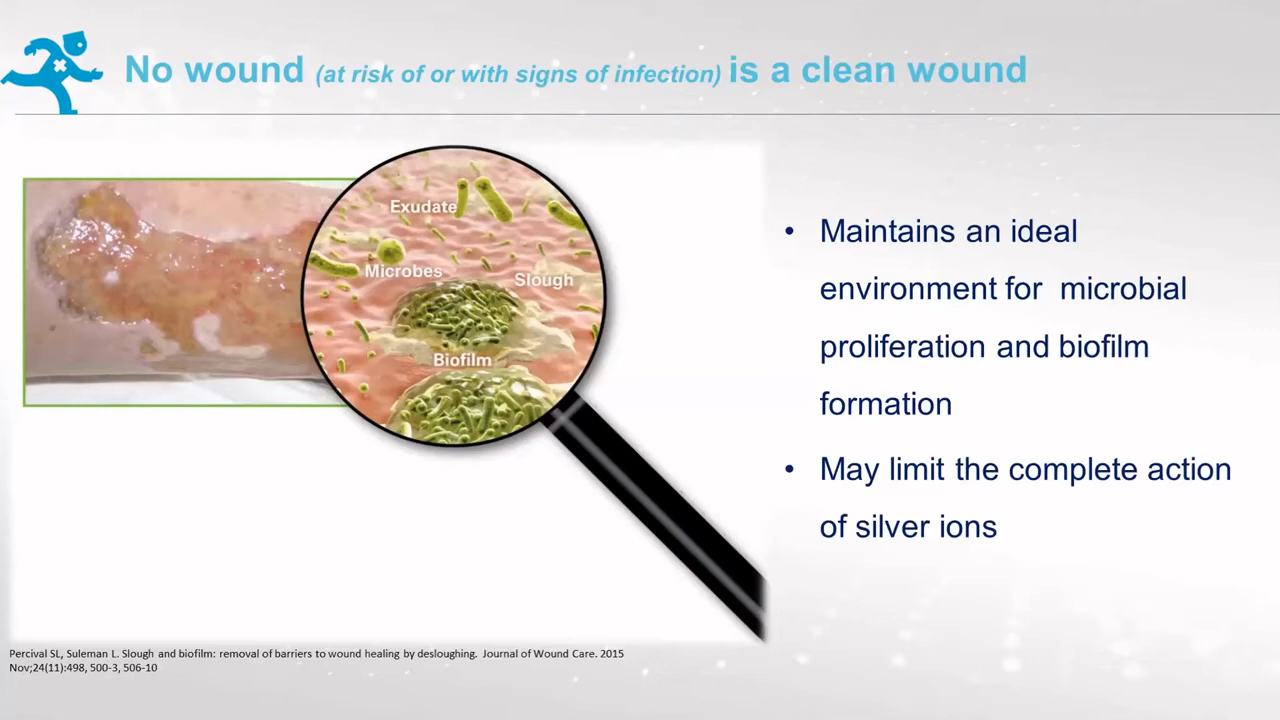 No wound (at risk of or with signs of infection) is a clean wound
Exudate
Microbes
Slough
Biofilm
• Maintains an ideal
environment for microbial
proliferation and biofilm
formation
• May limit the complete action
of silver ions
Percival SL, Suleman L. Slough and biofilm: removal of barriers to wound healing by desloughing. Journal of Wound Care. 2015
Nov;24(11):498, 500-3, 506-10